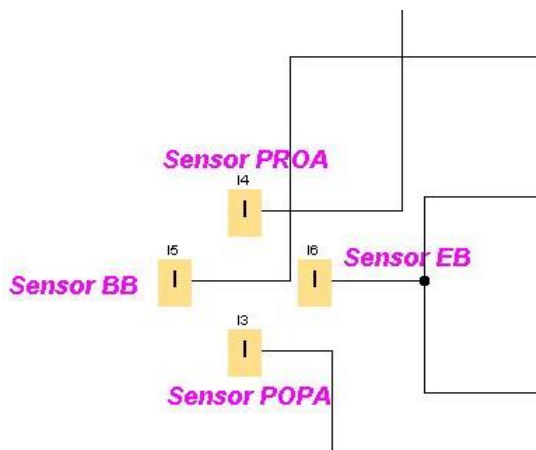 Sensor PROA
I4
I
I5
I
Sensor BB
I6
I
Sensor EB
I3
I
Sensor POPA